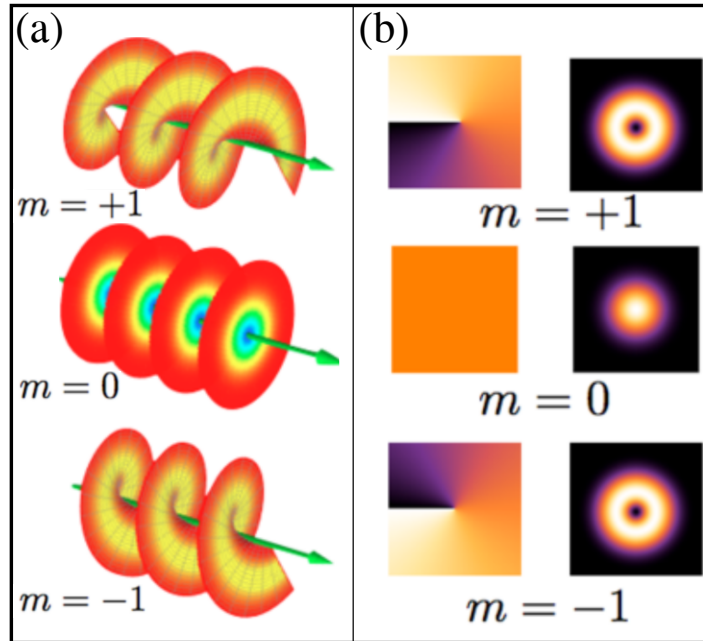 (a)
m = +1
m = 0
m = −1
(b)
m = +1
m = 0
m = −1